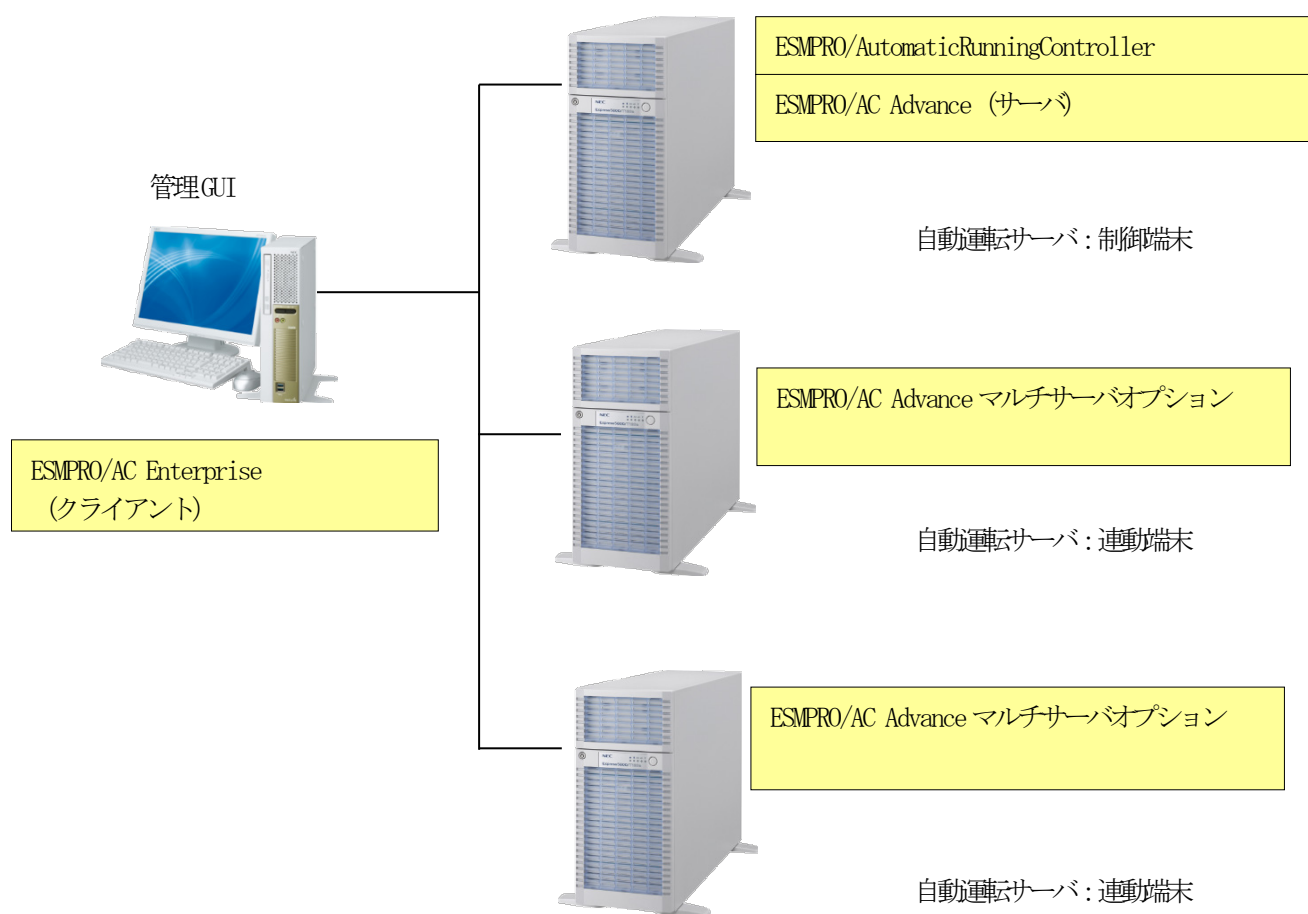 ESMPRO/AutomaticRunningController
ESMPRO/AC Advance (サーバ)
自動運転サーバ：制御端末
管理GUI
ESMPRO/AC Enterprise
(クライアント)
NEC
ESMPRO/AC Advance マルチサーバオプション
自動運転サーバ：連動端末
NEC
ESMPRO/AC Advance マルチサーバオプション
自動運転サーバ：連動端末
NEC